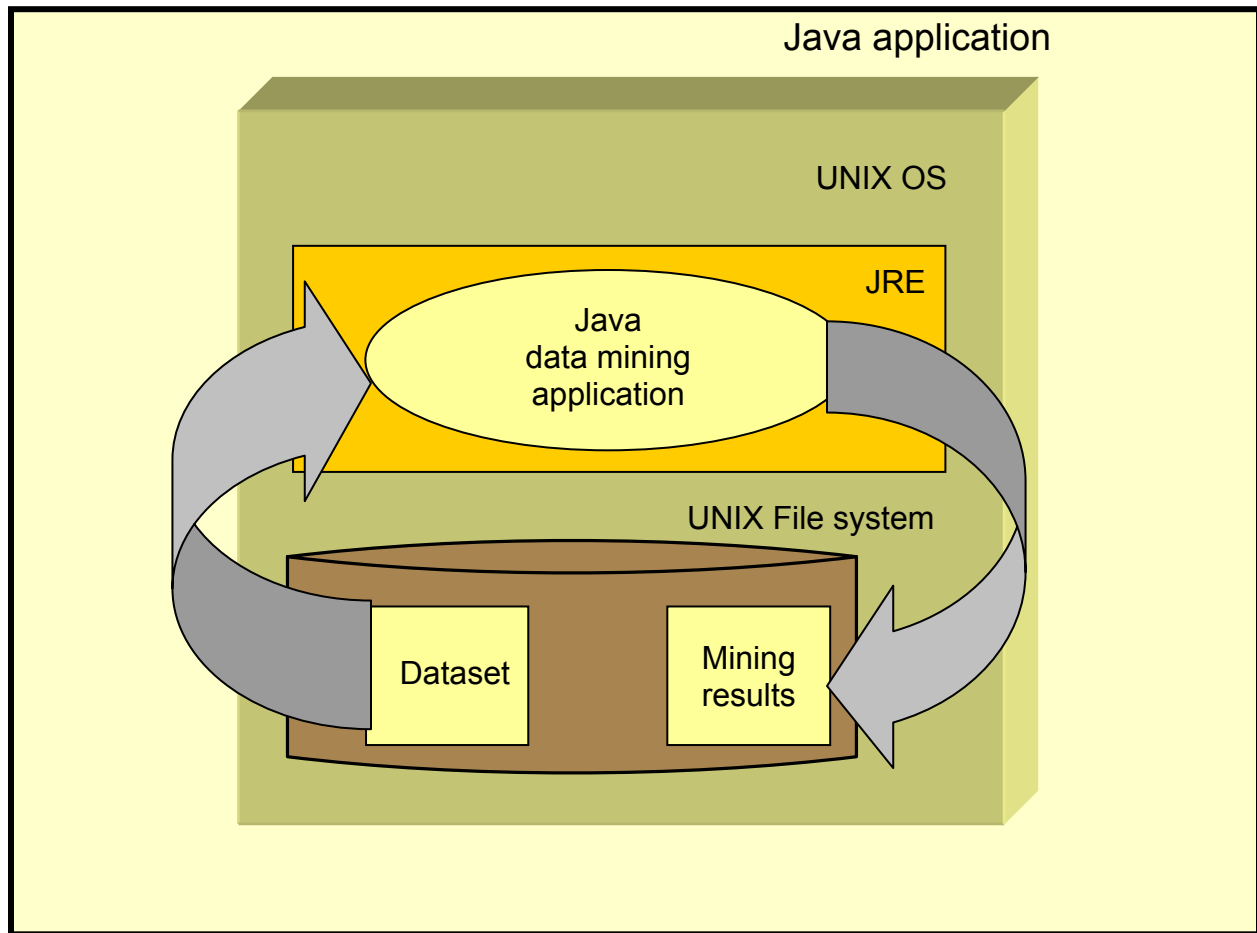 Java application
UNIX OS
JRE
Java
data mining
application
UNIX File system
Dataset
Mining
results